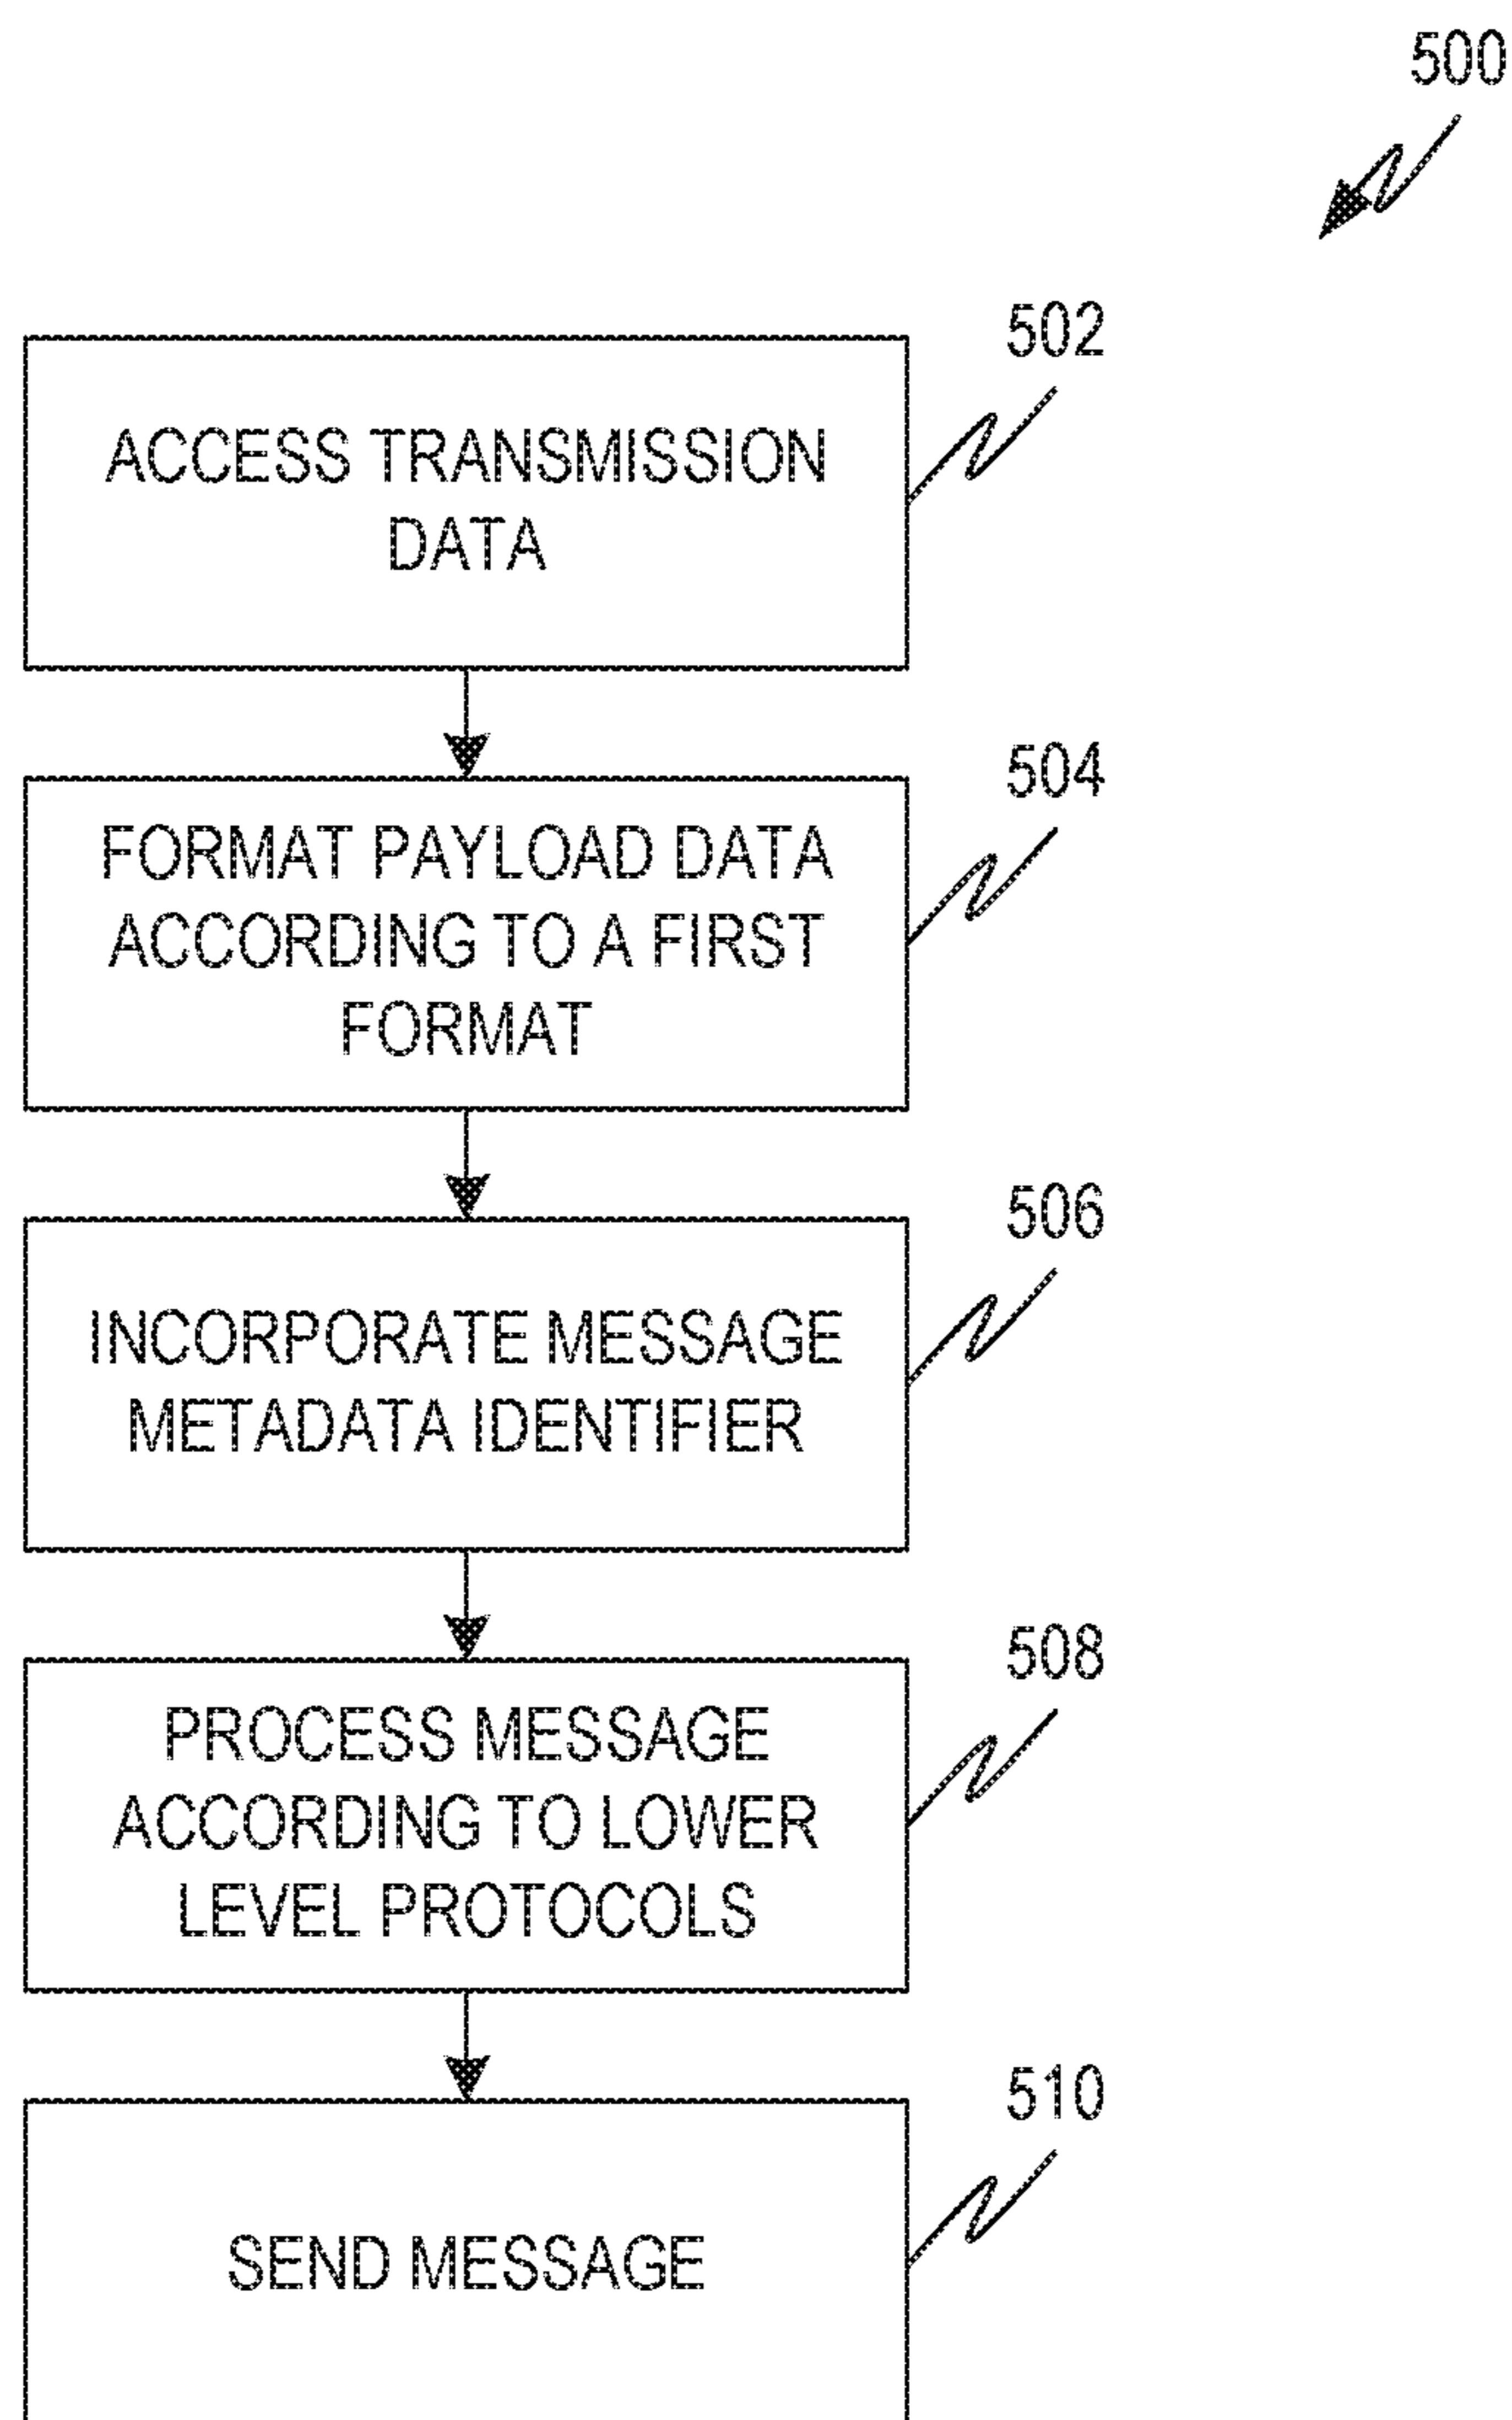 500
502
ACCESS TRANSMISSION
DATA
504
FORMAT PAYLOAD DATA
ACCORDING TO A FIRST
FORMAT
506
INCORPORATE MESSAGE
METADATA IDENTIFIER
508
PROCESS MESSAGE
ACCORDING TO LOWER
LEVEL PROTOCOLS
510
SEND MESSAGE